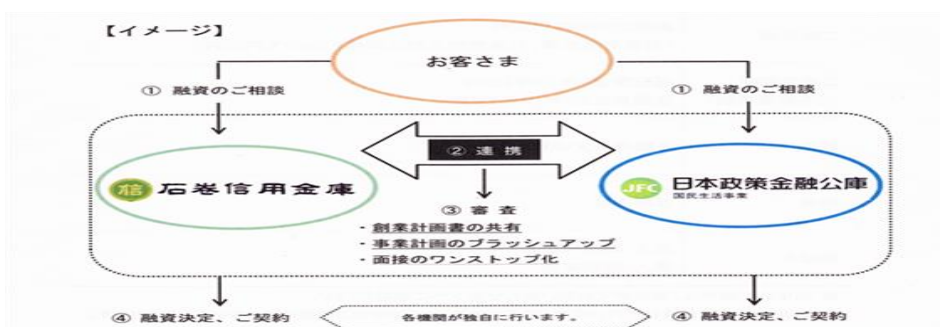 【イメージ】
お客さま
① 融資のご相談
① 融資のご相談
② 連携
信 石巻信用金庫
JFC 日本政策金融公庫
国民生活事業
③ 審査
・創業計画書の共有
・事業計画のブラッシュアップ
・面接のワンストップ化
④ 融資決定、ご契約
各機関が独自に行います。
④ 融資決定、ご契約